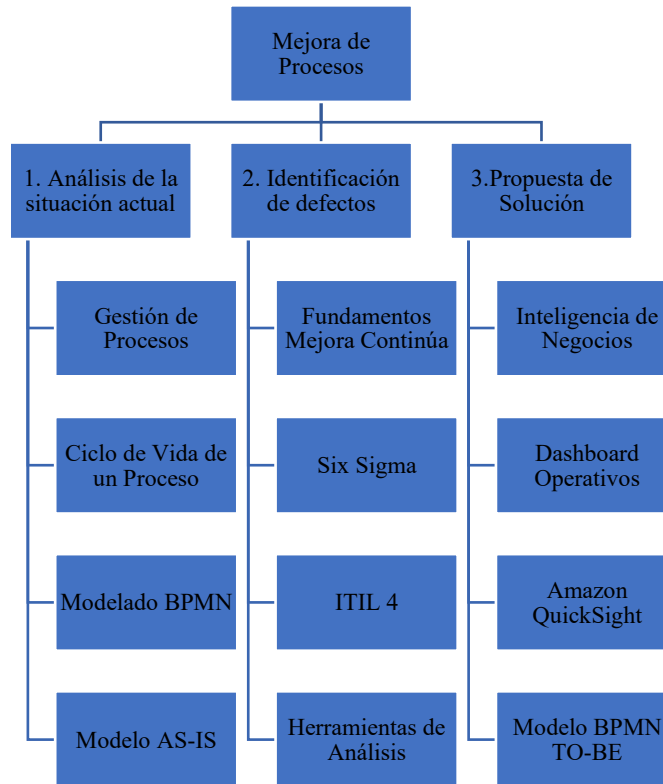 Mejora de
Procesos
1. Análisis de la
situación actual
2. Identificación
de defectos
3.Propuesta de
Solución
Gestión de
Procesos
Fundamentos
Mejora Continúa
Inteligencia de
Negocios
Ciclo de Vida de
un Proceso
Six Sigma
Dashboard
Operativos
Modelado BPMN
ITIL 4
Amazon
QuickSight
Modelo AS-IS
Herramientas de
Análisis
Modelo BPMN
TO-BE